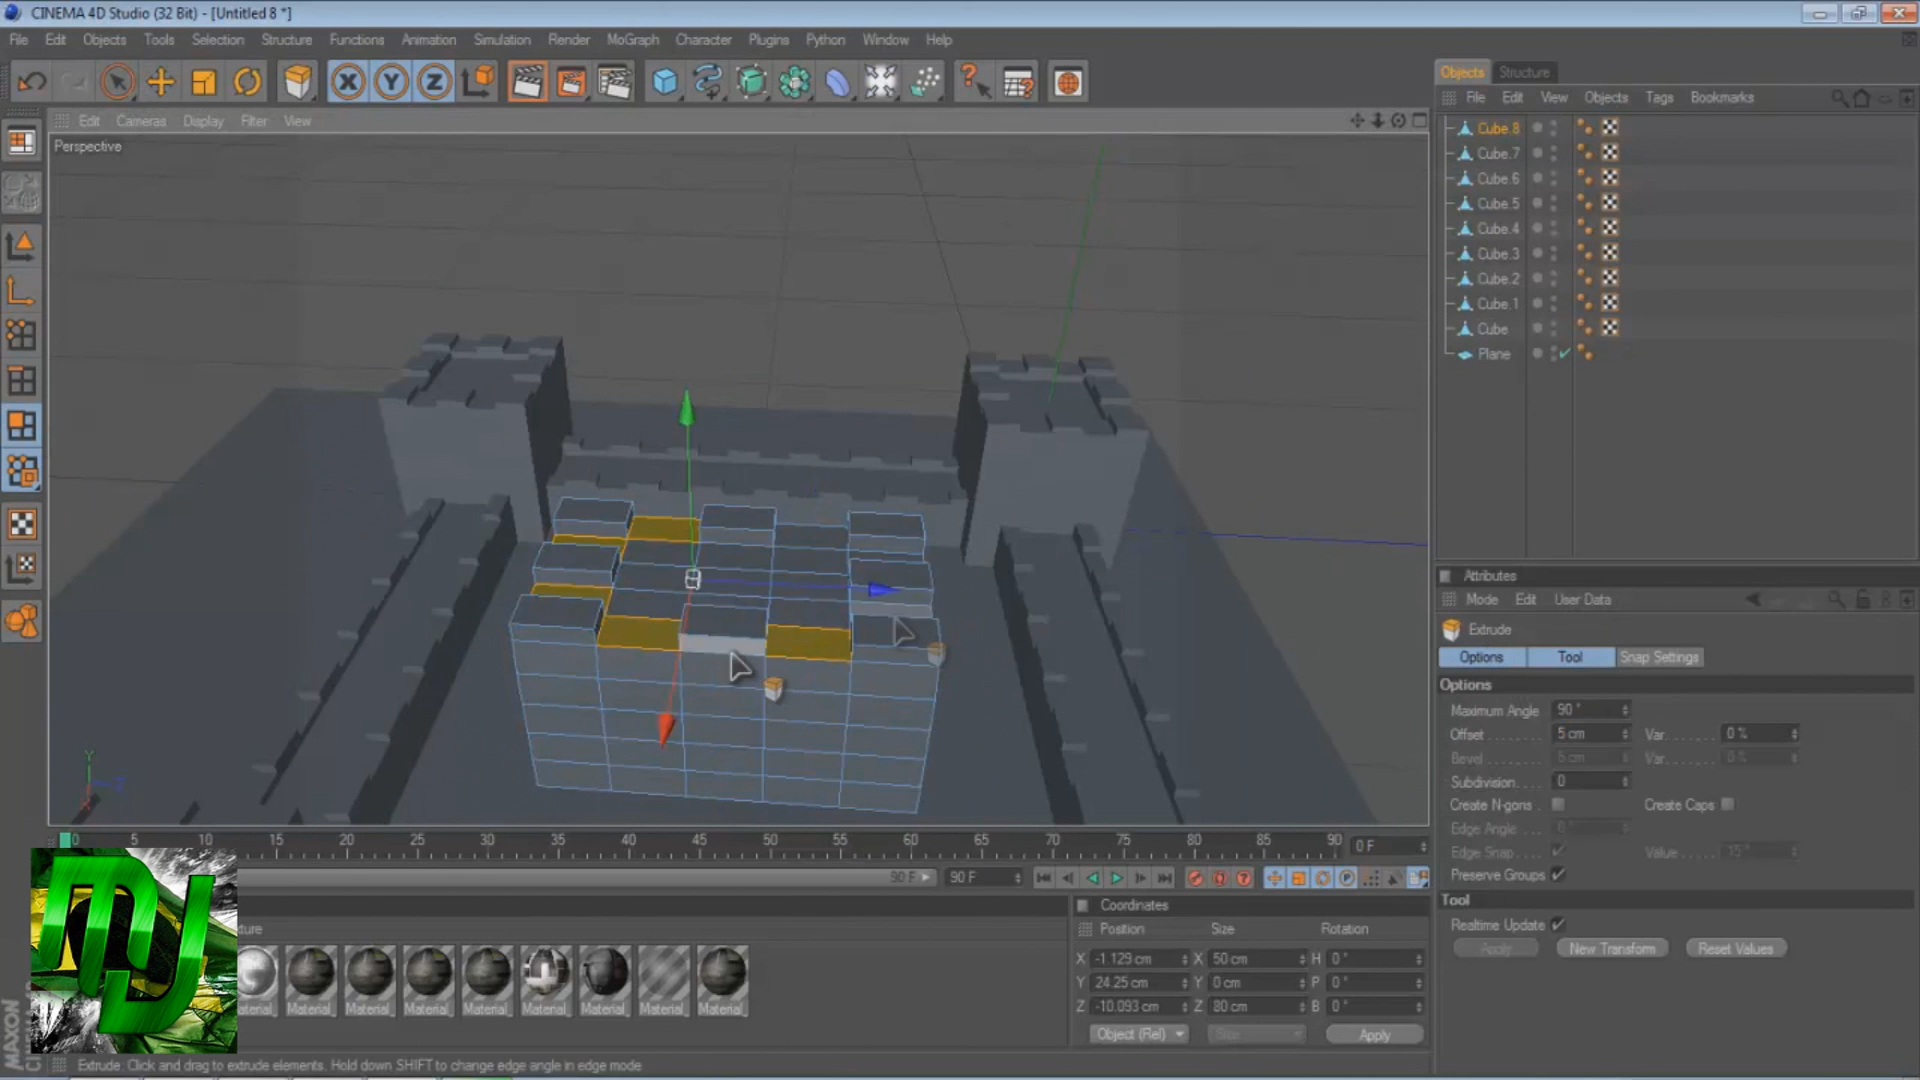 CINEMA 4D Studio (32 Bit) - [Untitled 8 *]
File Edit Objects Tools Selection Structure Functions Animation Simulation Render MoGraph Character Plugins Python Window Help
Objects Structure
File Edit View Objects Tags Bookmarks
Edit Cameras Display Filter View
Perspective
Cube.8
Cube.7
Cube.6
Cube.5
Cube.4
Cube.3
Cube.2
Cube.1
Cube
Plane
Attributes
Mode Edit User Data
Extrude
Options Tool Snap Settings
Options
Maximum Angle 90 °
Offset 5 cm Var. 0 %
Bevel 5 cm Var. 0 %
Subdivision 0
Create N-gons Create Caps
Edge Angle 0 °
Edge Snap Value 15 °
Preserve Groups
Tool
Realtime Update
Apply New Transform Reset Values
Y
Z
X
0 5 10 15 20 25 30 35 40 45 50 55 60 65 70 75 80 85 90 0 F
90 F 90 F
MJ
Coordinates
Position Size Rotation
X -1.129 cm X 50 cm H 0 °
Y 24.25 cm Y 0 cm P 0 °
Z -10.093 cm Z 80 cm B 0 °
Object (Rel) Size Apply
Material Material Material Material Material Material Material Material
MAXON
Extrude: Click and drag to extrude elements. Hold down SHIFT to change edge angle in edge mode